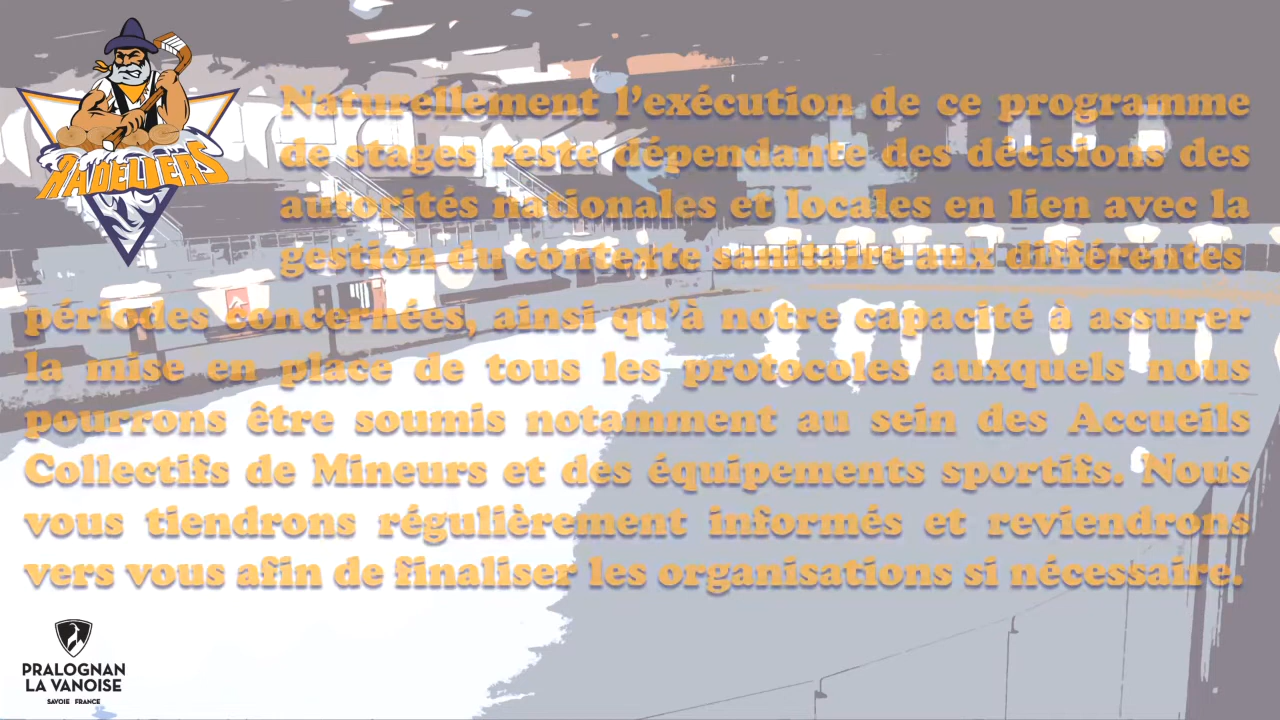 RADELIERS
Naturellement l’exécution de ce programme
de stages reste dépendante des décisions des
autorités nationales et locales en lien avec la
gestion du contexte sanitaire aux différentes
périodes concernées, ainsi qu’à notre capacité à assurer
la mise en place de tous les protocoles auxquels nous
pourrons être soumis notamment au sein des Accueils
Collectifs de Mineurs et des équipements sportifs. Nous
vous tiendrons régulièrement informés et reviendrons
vers vous afin de finaliser les organisations si nécessaire.
PRALOGNAN
LA VANOISE
SAVOIE FRANCE